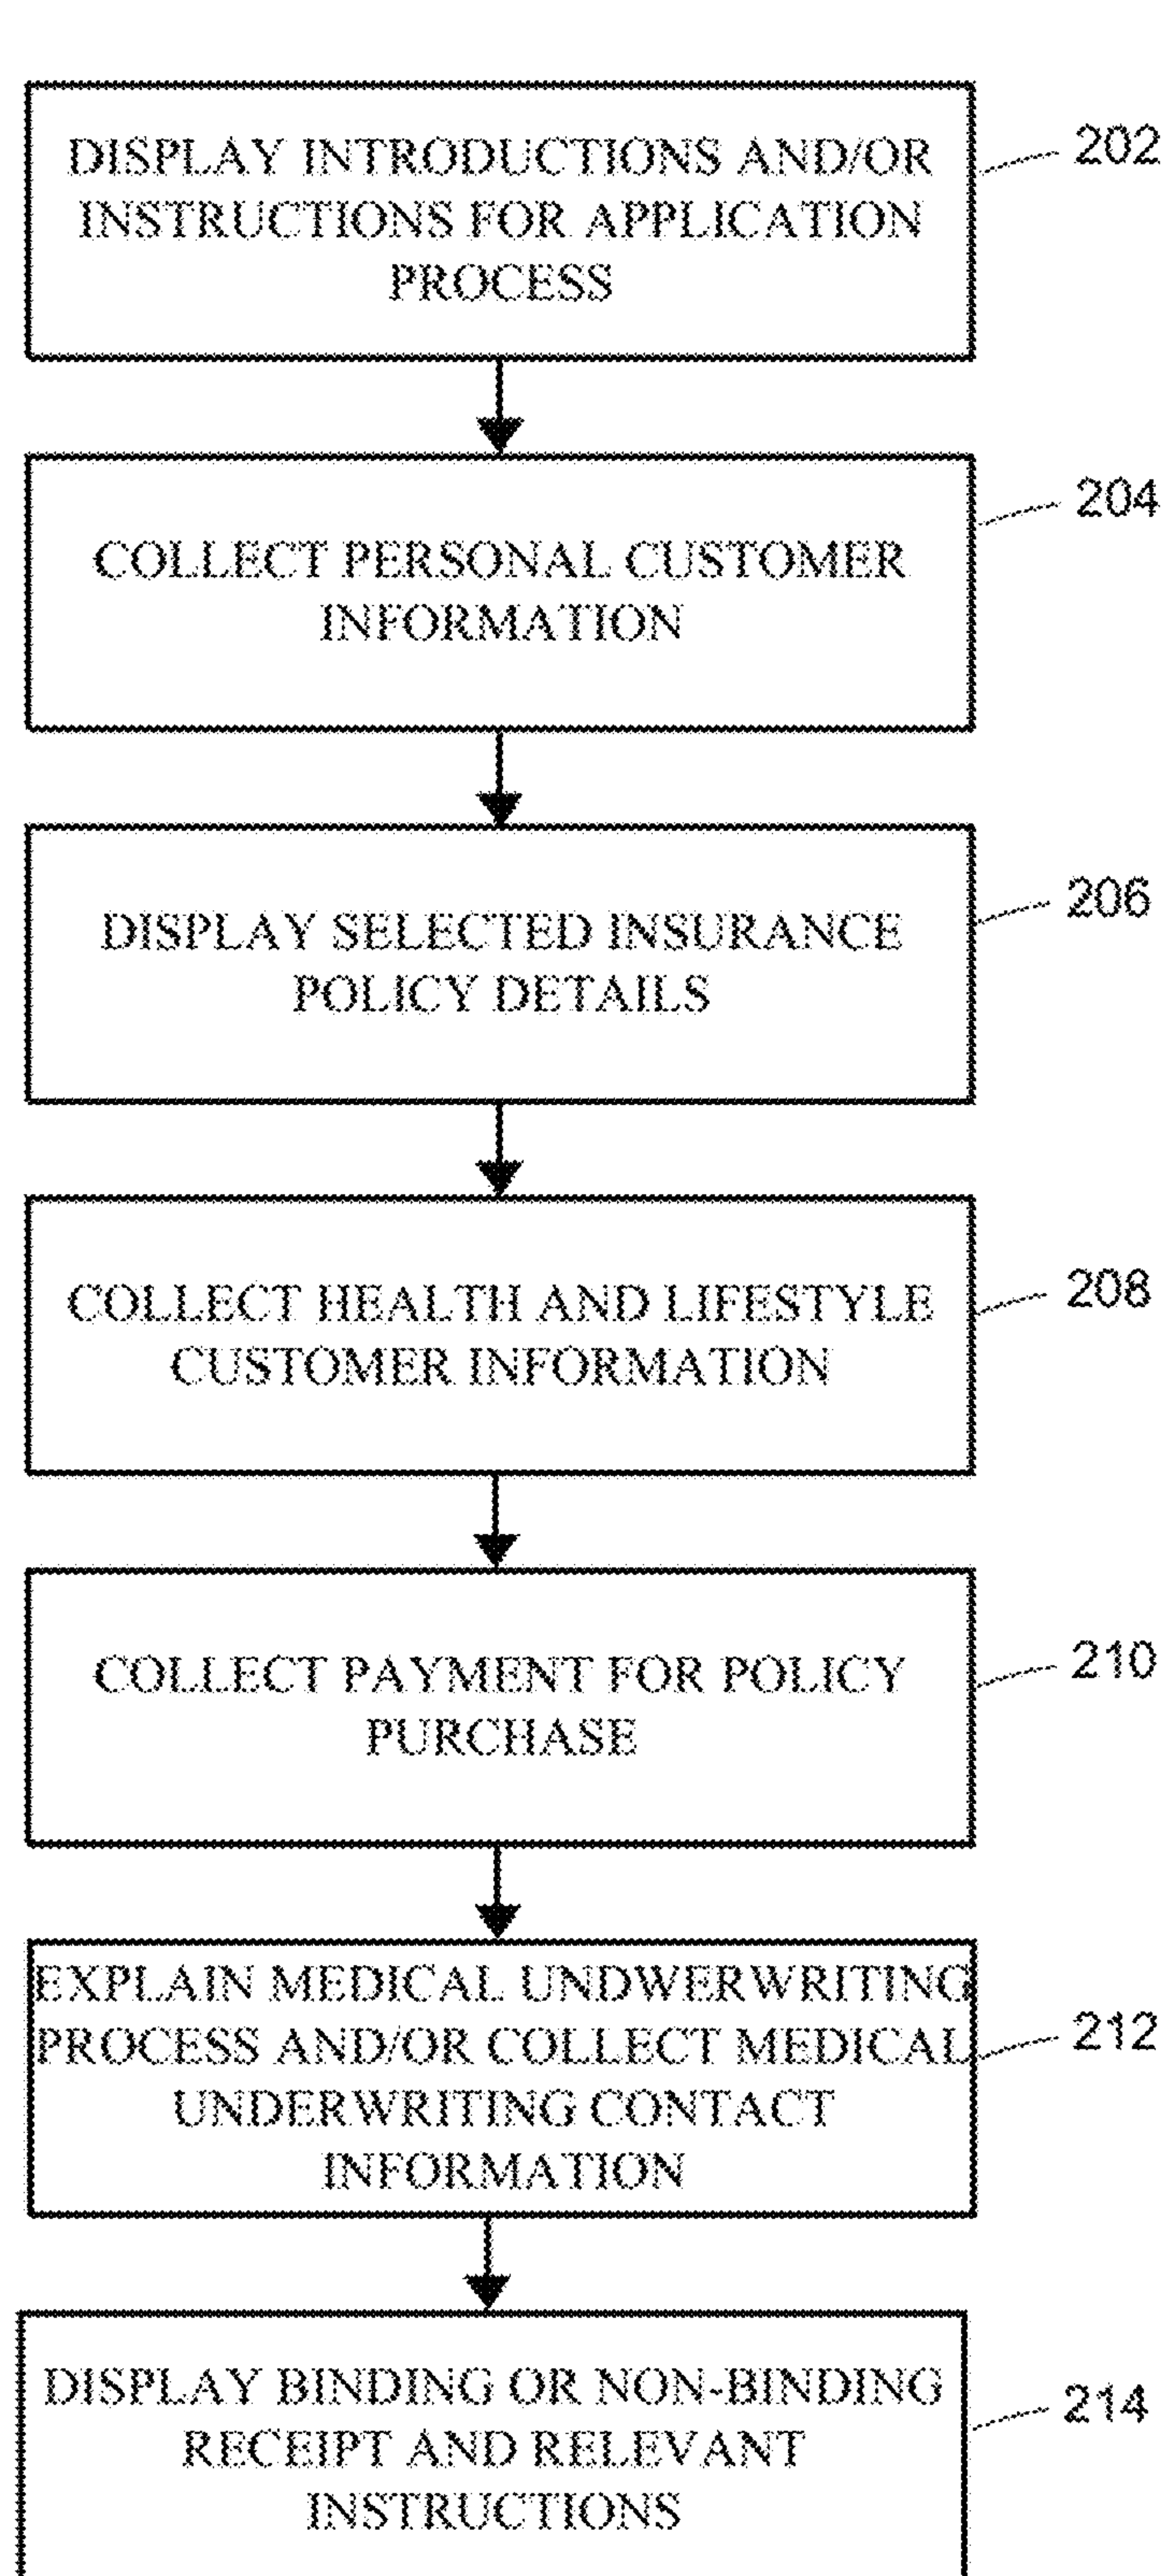 DISPLAY INTRODUCTIONS AND/OR
INSTRUCTIONS FOR APPLICATION
PROCESS
202
COLLECT PERSONAL CUSTOMER
INFORMATION
204
DISPLAY SELECTED INSURANCE
POLICY DETAILS
206
COLLECT HEALTH AND LIFESTYLE
CUSTOMER INFORMATION
208
COLLECT PAYMENT FOR POLICY
PURCHASE
210
EXPLAIN MEDICAL UNDWERWRITING
PROCESS AND/OR COLLECT MEDICAL
UNDERWRITING CONTACT
INFORMATION
212
DISPLAY BINDING OR NON-BINDING
RECEIPT AND RELEVANT
INSTRUCTIONS
214